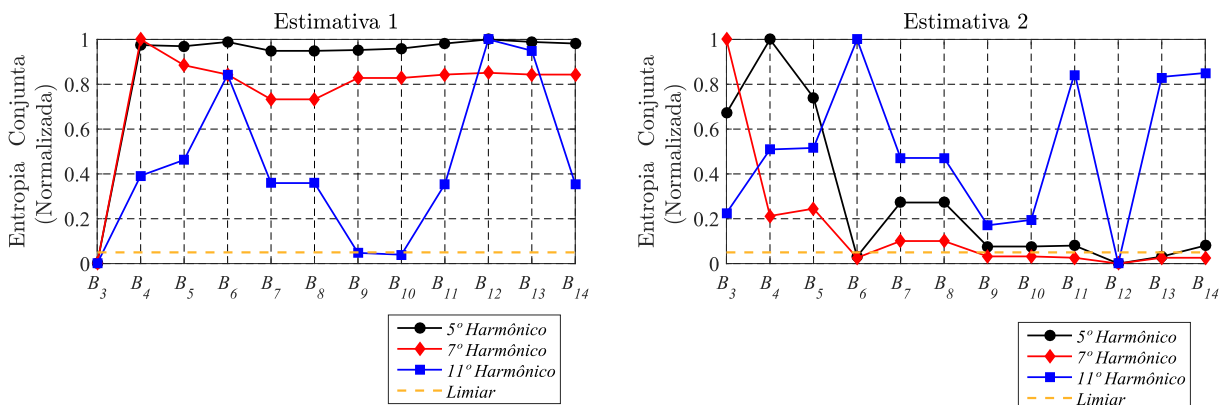 Estimativa 1
Entropia Conjunta
(Normalizada)
1
0.8
0.6
0.4
0.2
0
B3 B4 B5 B6 B7 B8 B9 B10 B11 B12 B13 B14
5º Harmônico
7º Harmônico
11º Harmônico
Limiar
Estimativa 2
Entropia Conjunta
(Normalizada)
1
0.8
0.6
0.4
0.2
0
B3 B4 B5 B6 B7 B8 B9 B10 B11 B12 B13 B14
5º Harmônico
7º Harmônico
11º Harmônico
Limiar